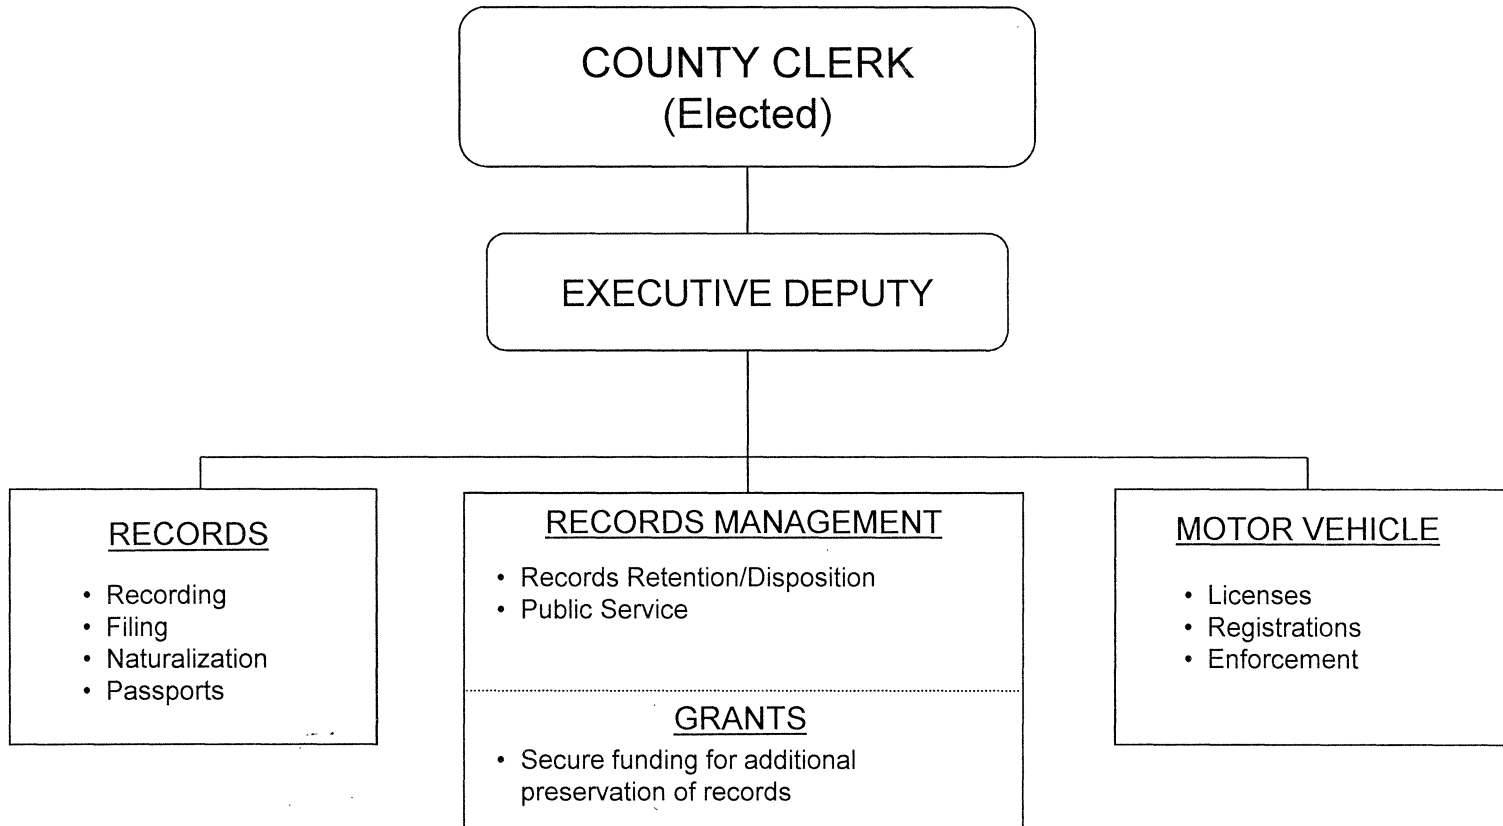 COUNTY CLERK
(Elected)
EXECUTIVE DEPUTY
RECORDS
• Recording
• Filing
• Naturalization
• Passports
RECORDS MANAGEMENT
• Records Retention/Disposition
• Public Service
GRANTS
• Secure funding for additional
preservation of records
MOTOR VEHICLE
• Licenses
• Registrations
• Enforcement